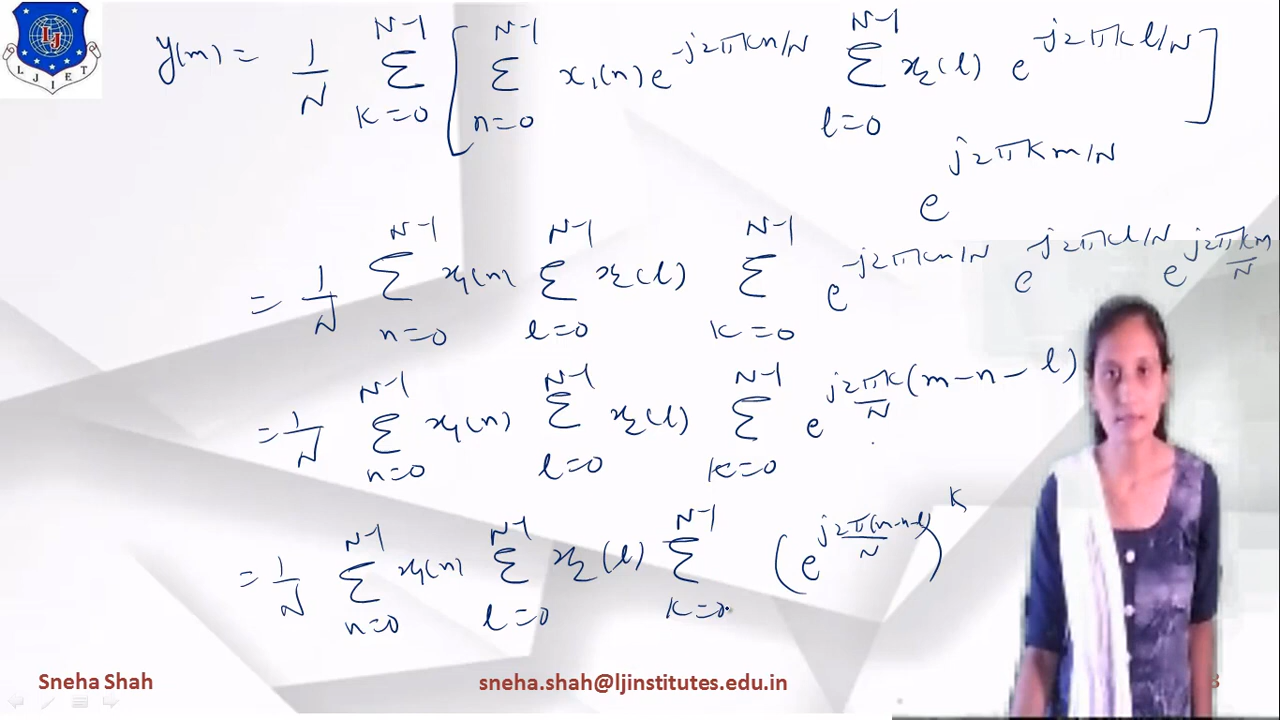 LJIET
y(m) = 1/N Σ_{k=0}^{N-1} [ Σ_{n=0}^{N-1} x₁(n) e^{-j2πkn/N} Σ_{l=0}^{N-1} x₂(l) e^{-j2πkl/N} ]
e^{j2πkm/N}
= 1/N Σ_{n=0}^{N-1} x₁(n) Σ_{l=0}^{N-1} x₂(l) Σ_{k=0}^{N-1} e^{-j2πkn/N} e^{-j2πkl/N} e^{j2πkm/N}
= 1/N Σ_{n=0}^{N-1} x₁(n) Σ_{l=0}^{N-1} x₂(l) Σ_{k=0}^{N-1} e^{j2πk/N (m-n-l)}
= 1/N Σ_{n=0}^{N-1} x₁(n) Σ_{l=0}^{N-1} x₂(l) Σ_{k=0}^{N-1} (e^{j2π(m-n-l)/N})^k
Sneha Shah
sneha.shah@ljinstitutes.edu.in